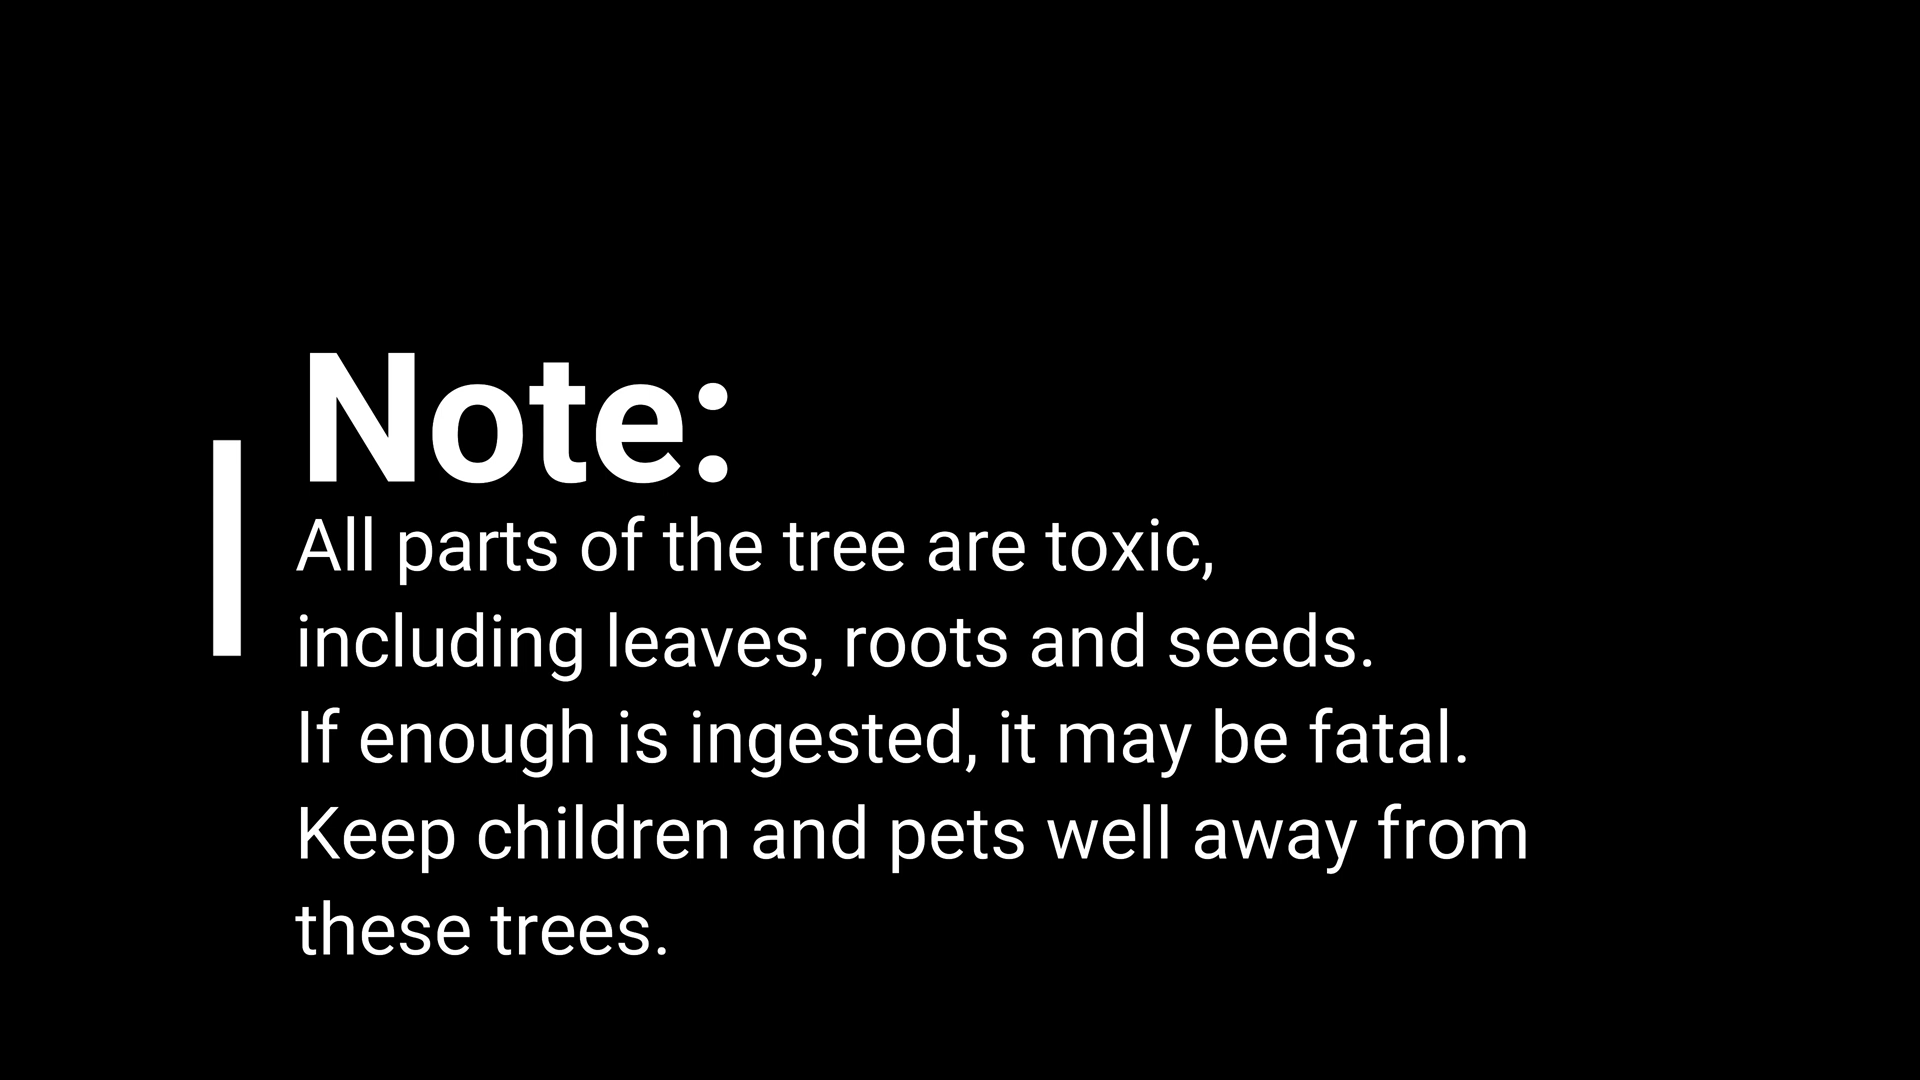 Note:
All parts of the tree are toxic,
including leaves, roots and seeds.
If enough is ingested, it may be fatal.
Keep children and pets well away from
these trees.